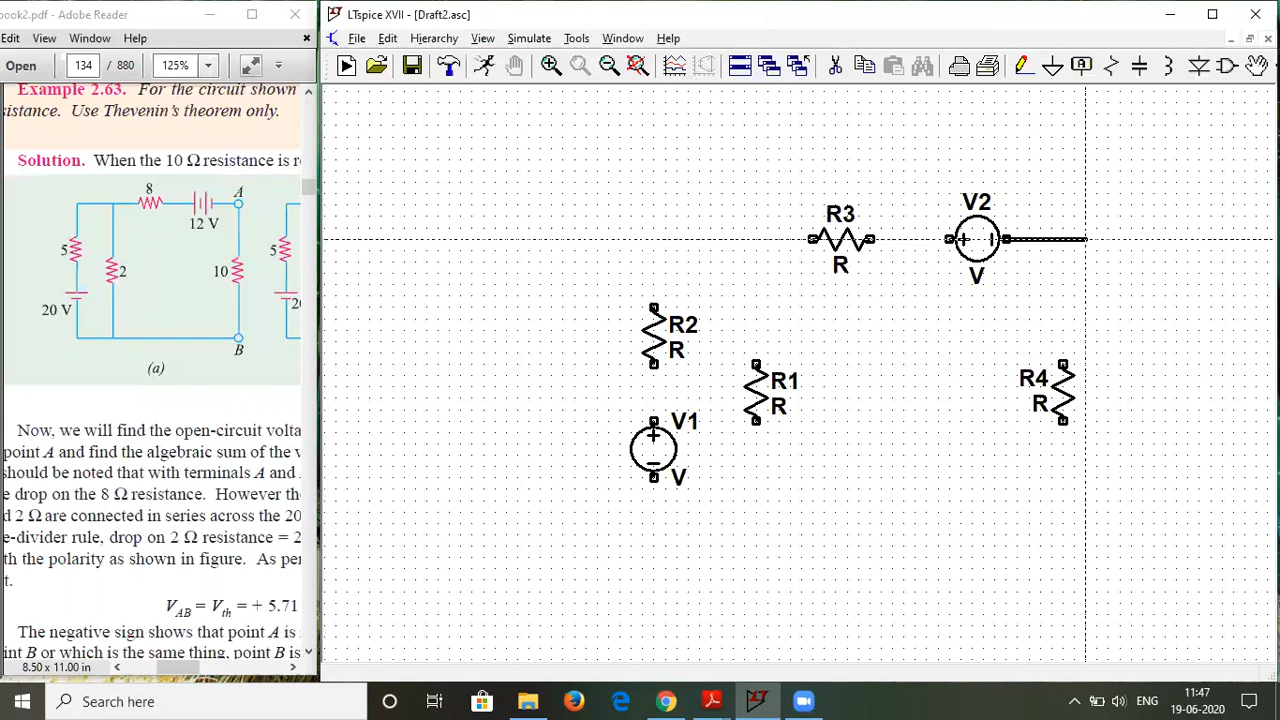 book2.pdf - Adobe Reader
Edit View Window Help
Open 134 / 880 125%
Example 2.63. For the circuit shown
istance. Use Thevenin's theorem only.
Solution. When the 10 Ω resistance is r
8
A
12 V
5
2
10
5
20 V
20
B
(a)
Now, we will find the open-circuit volta
point A and find the algebraic sum of the v
should be noted that with terminals A and
e drop on the 8 Ω resistance. However the
d 2 Ω are connected in series across the 20
e-divider rule, drop on 2 Ω resistance = 2
th the polarity as shown in figure. As per
t.
VAB = Vth = + 5.71
The negative sign shows that point A is
int B or which is the same thing, point B is
8.50 x 11.00 in
LTspice XVII - [Draft2.asc]
File Edit Hierarchy View Simulate Tools Window Help
V2
R3
R
V
R2
R
R1
R
R4
R
V1
V
Type here to search
ENG
11:47
19-06-2020